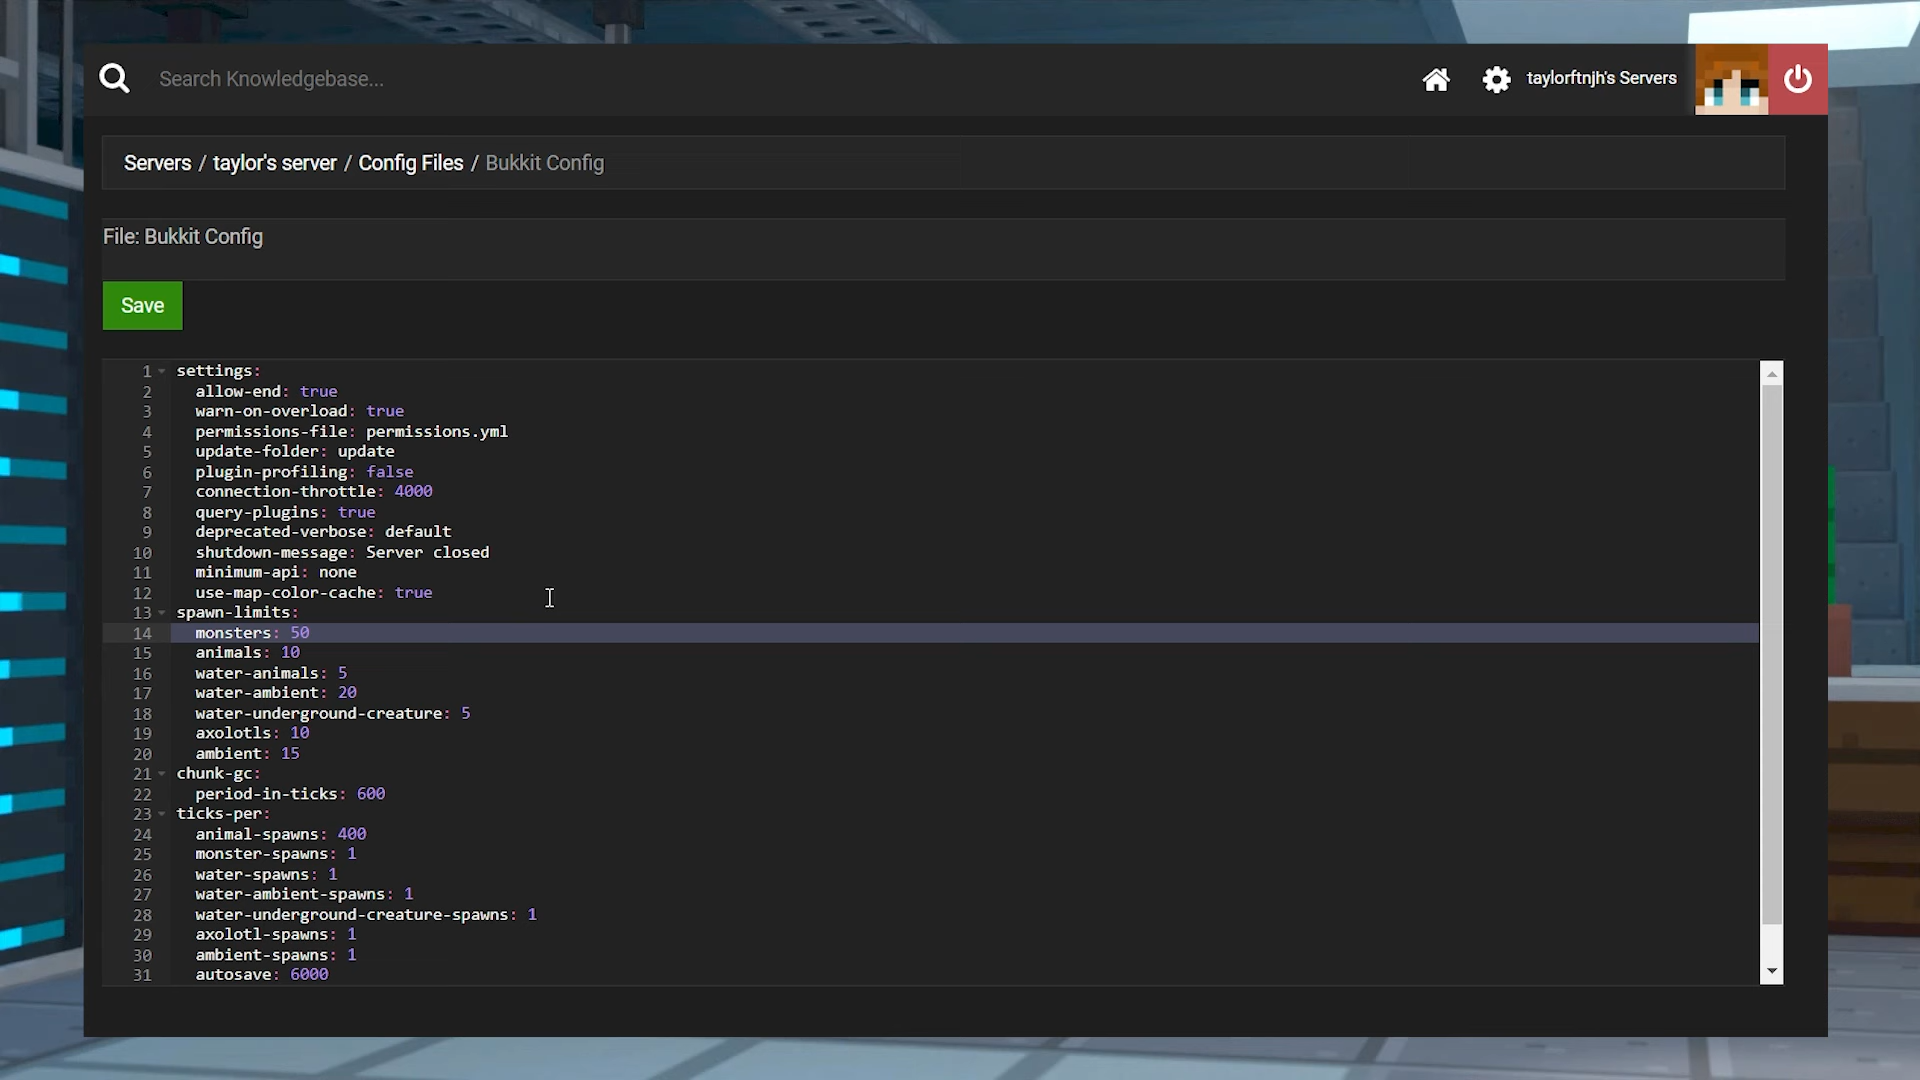 Search Knowledgebase...
taylorftnjh's Servers
Servers / taylor's server / Config Files / Bukkit Config
File: Bukkit Config
Save
1 settings:
2 allow-end: true
3 warn-on-overload: true
4 permissions-file: permissions.yml
5 update-folder: update
6 plugin-profiling: false
7 connection-throttle: 4000
8 query-plugins: true
9 deprecated-verbose: default
10 shutdown-message: Server closed
11 minimum-api: none
12 use-map-color-cache: true
13 spawn-limits:
14 monsters: 50
15 animals: 10
16 water-animals: 5
17 water-ambient: 20
18 water-underground-creature: 5
19 axolotls: 10
20 ambient: 15
21 chunk-gc:
22 period-in-ticks: 600
23 ticks-per:
24 animal-spawns: 400
25 monster-spawns: 1
26 water-spawns: 1
27 water-ambient-spawns: 1
28 water-underground-creature-spawns: 1
29 axolotl-spawns: 1
30 ambient-spawns: 1
31 autosave: 6000